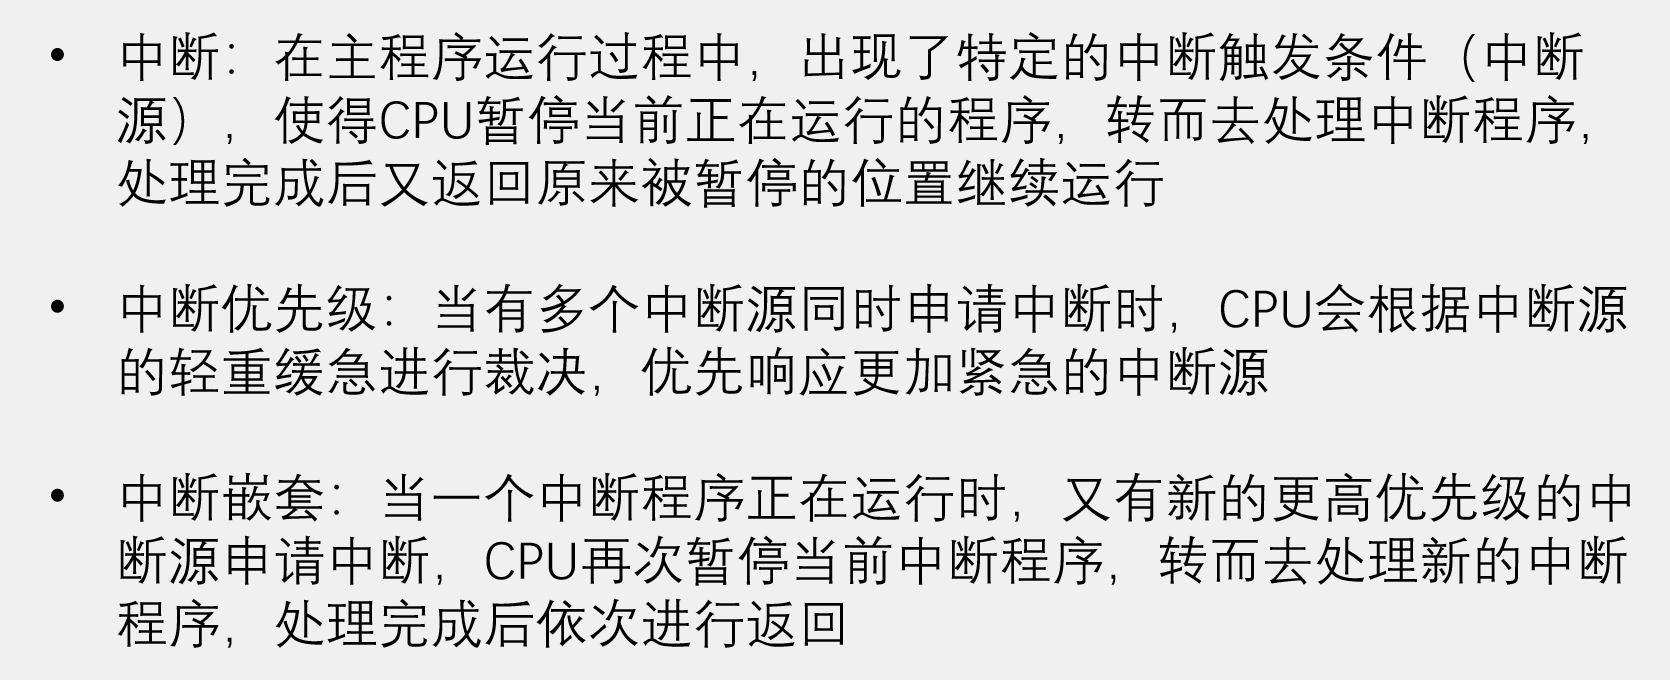 • 中断：在主程序运行过程中，出现了特定的中断触发条件（中断
源），使得CPU暂停当前正在运行的程序，转而去处理中断程序，
处理完成后又返回原来被暂停的位置继续运行
• 中断优先级：当有多个中断源同时申请中断时，CPU会根据中断源
的轻重缓急进行裁决，优先响应更加紧急的中断源
• 中断嵌套：当一个中断程序正在运行时，又有新的更高优先级的中
断源申请中断，CPU再次暂停当前中断程序，转而去处理新的中断
程序，处理完成后依次进行返回